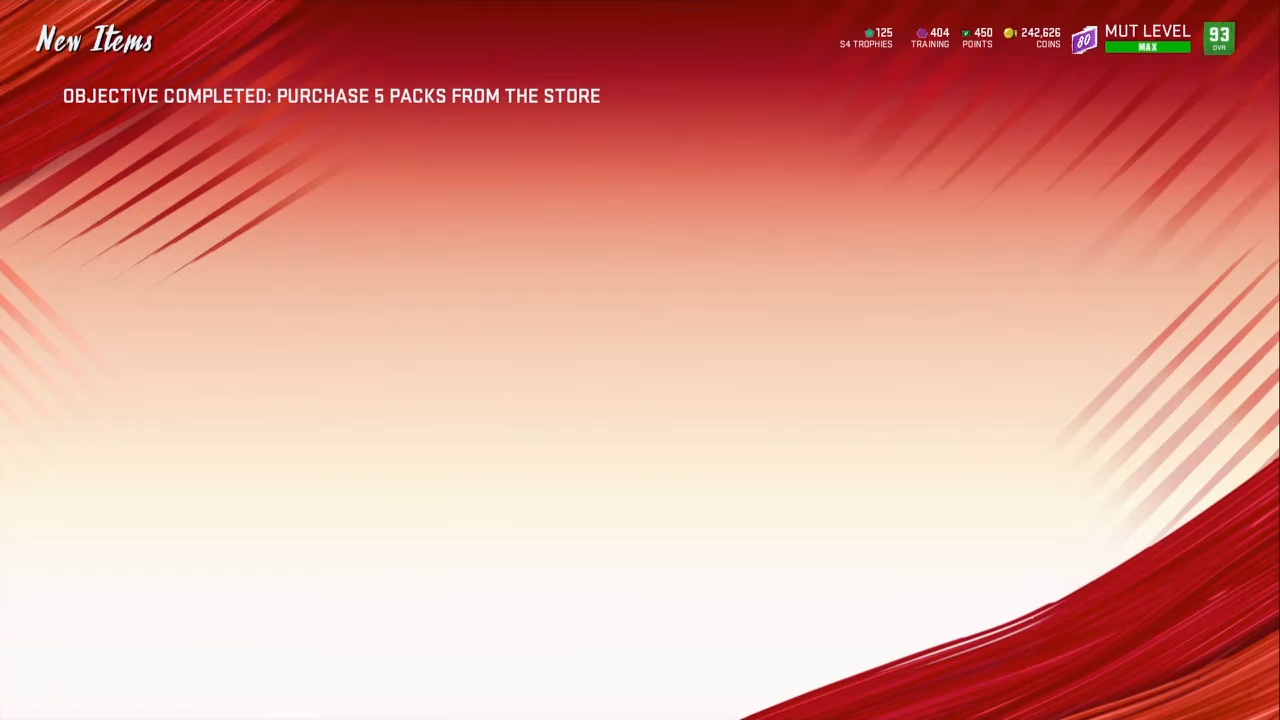 New Items
125
S4 TROPHIES
404
TRAINING
450
POINTS
242,626
COINS
80
MUT LEVEL
MAX
93
OVR
OBJECTIVE COMPLETED: PURCHASE 5 PACKS FROM THE STORE